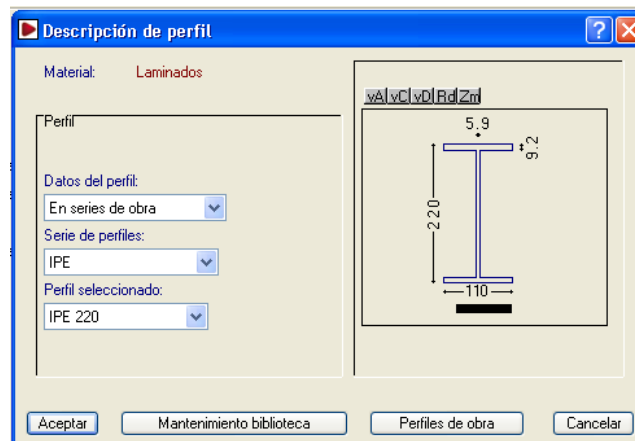 Descripción de perfil
Material: Laminados
Perfil
Datos del perfil:
En series de obra
Serie de perfiles:
IPE
Perfil seleccionado:
IPE 220
vA vC vD Rd Zm
5.9
9.2
220
110
Aceptar Mantenimiento biblioteca Perfiles de obra Cancelar